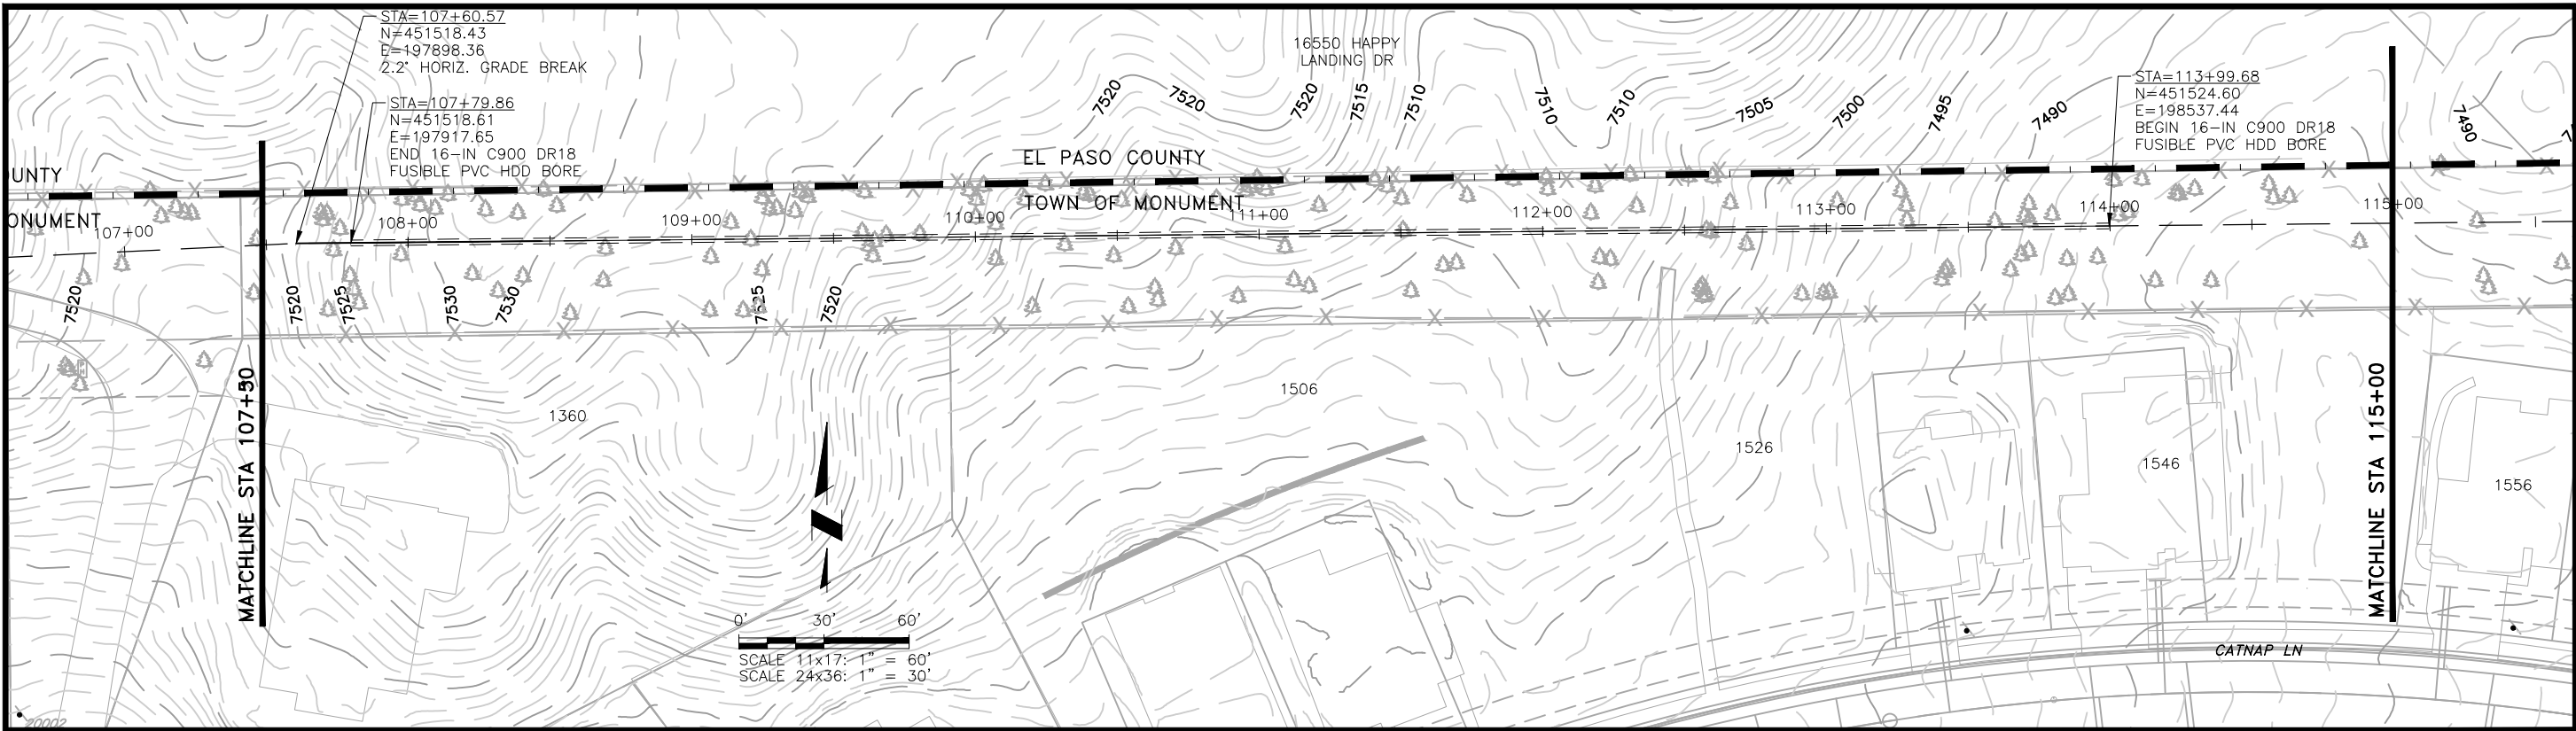 STA=107+60.57
N=451518.43
E=197898.36
2.2° HORIZ. GRADE BREAK
STA=107+79.86
N=451518.61
E=197917.65
END 16-IN C900 DR18
FUSIBLE PVC HDD BORE
16550 HAPPY
LANDING DR
STA=113+99.68
N=451524.60
E=198537.44
BEGIN 16-IN C900 DR18
FUSIBLE PVC HDD BORE
7520
7520
7520
7515
7510
7510
7510
7505
7500
7495
7490
7490
UNTY
EL PASO COUNTY
ONUMENT
TOWN OF MONUMENT
107+00
108+00
109+00
110+00
111+00
112+00
113+00
114+00
115+00
7520
7520
7525
7530
7530
7525
7520
MATCHLINE STA 107+50
MATCHLINE STA 115+00
1360
1506
1526
1546
1556
0' 30' 60'
SCALE 11x17: 1" = 60'
SCALE 24x36: 1" = 30'
CATNAP LN
20002